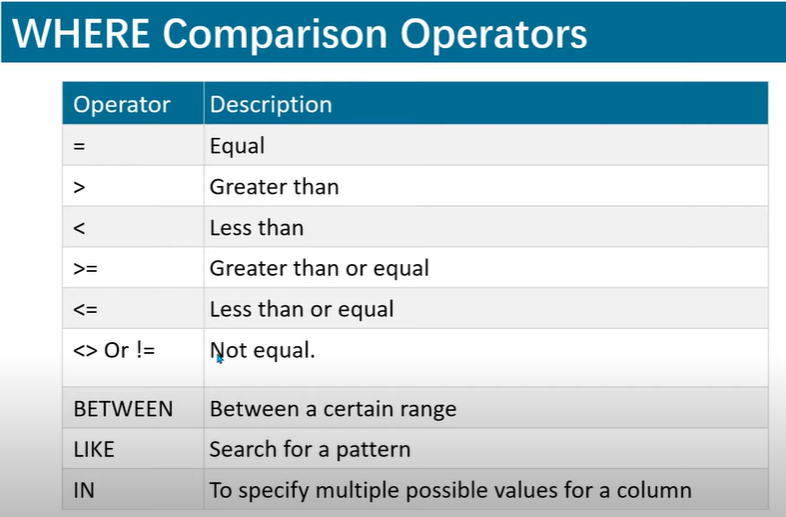 WHERE Comparison Operators
Operator Description
= Equal
> Greater than
< Less than
>= Greater than or equal
<= Less than or equal
<> Or != Not equal.
BETWEEN Between a certain range
LIKE Search for a pattern
IN To specify multiple possible values for a column